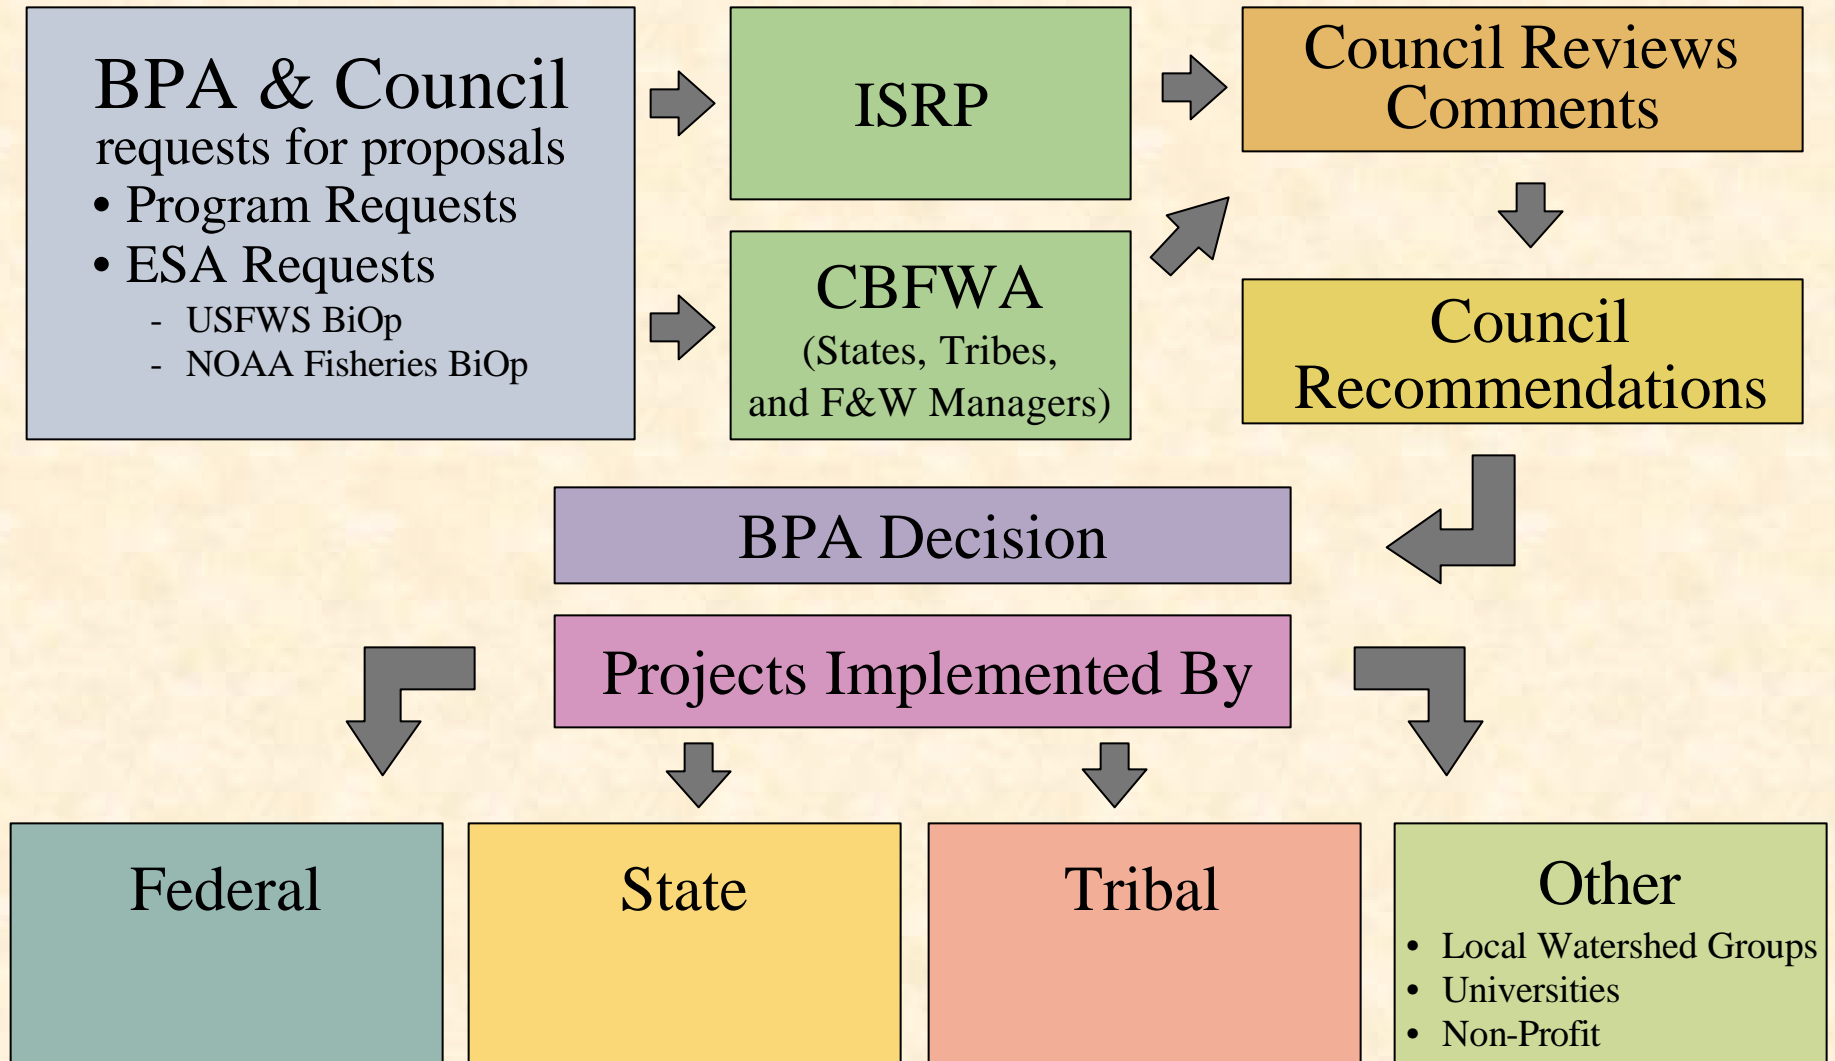 BPA & Council
requests for proposals
• Program Requests
• ESA Requests
- USFWS BiOp
- NOAA Fisheries BiOp
ISRP
CBFWA
(States, Tribes,
and F&W Managers)
Council Reviews
Comments
Council
Recommendations
BPA Decision
Projects Implemented By
Federal
State
Tribal
Other
• Local Watershed Groups
• Universities
• Non-Profit